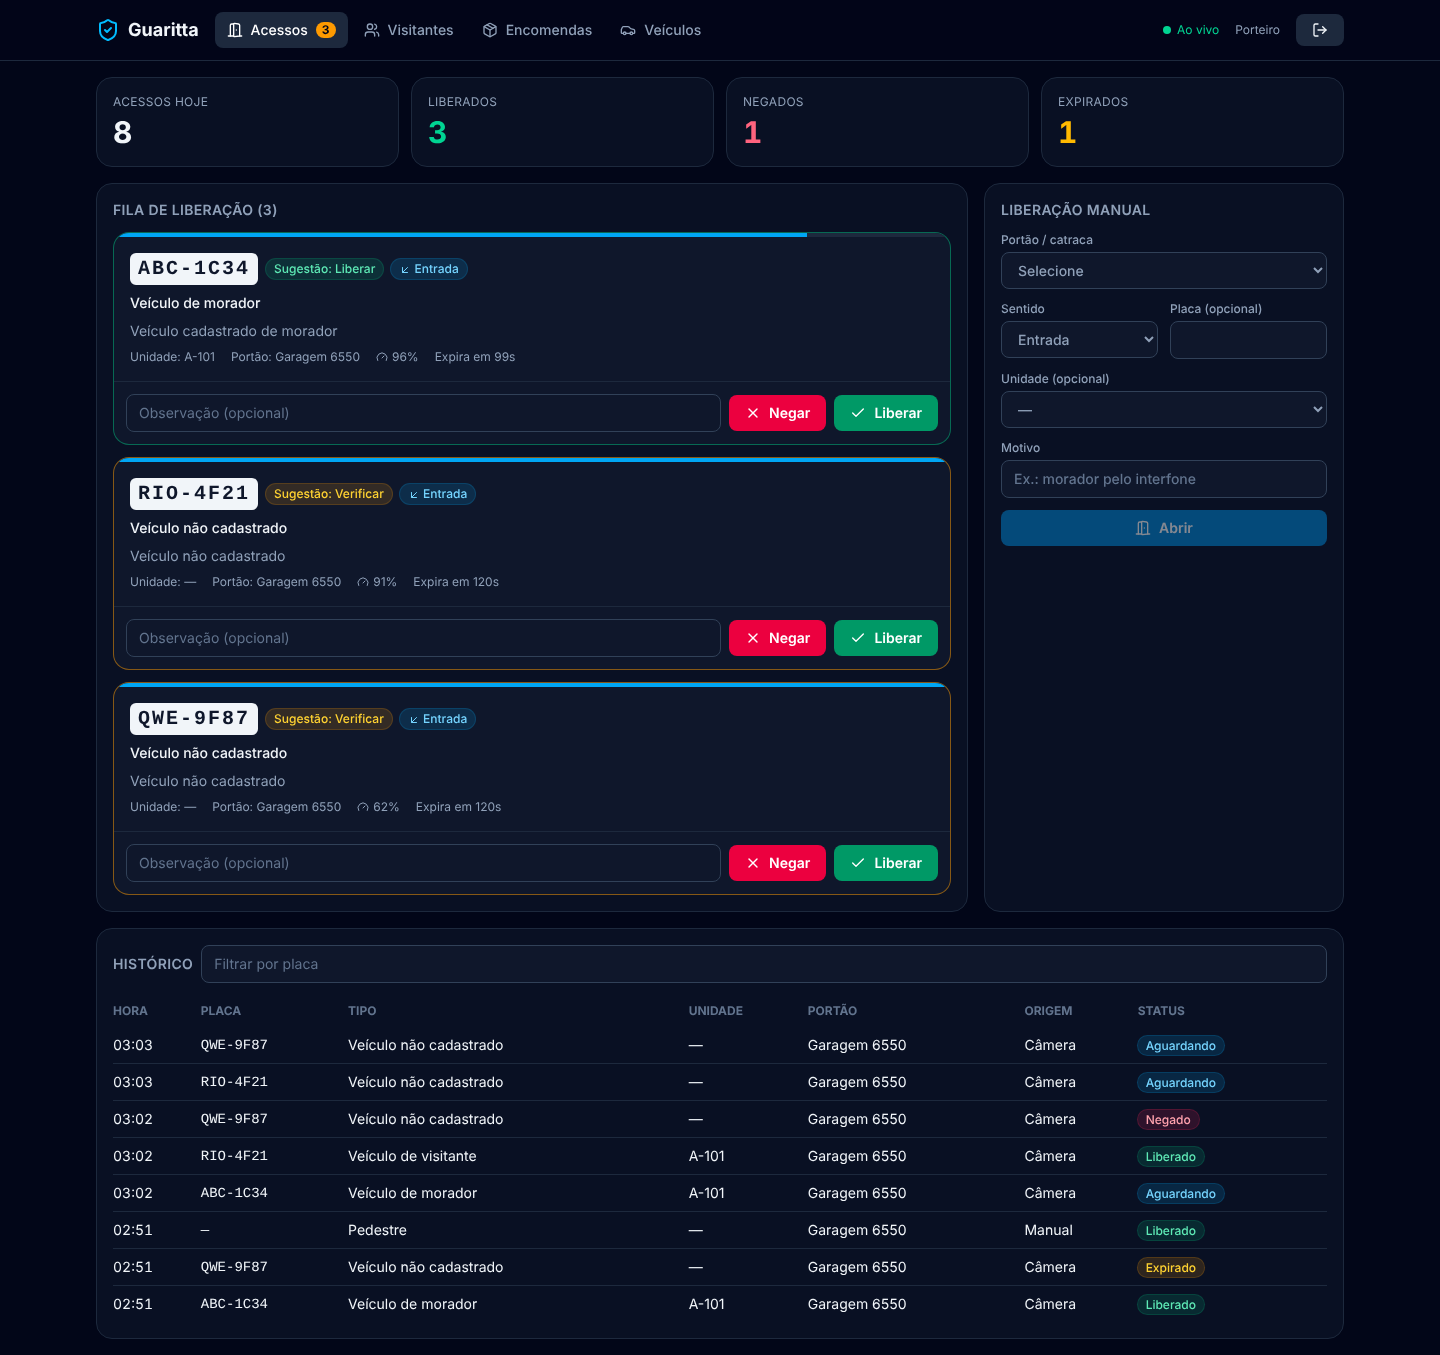 Guaritta Acessos 3 Visitantes Encomendas Veículos Ao vivo Porteiro
ACESSOS HOJE
8
LIBERADOS
3
NEGADOS
1
EXPIRADOS
1
FILA DE LIBERAÇÃO (3)
ABC-1C34 Sugestão: Liberar Entrada
Veículo de morador
Veículo cadastrado de morador
Unidade: A-101 Portão: Garagem 6550 96% Expira em 99s
Observação (opcional) Negar Liberar
RIO-4F21 Sugestão: Verificar Entrada
Veículo não cadastrado
Veículo não cadastrado
Unidade: — Portão: Garagem 6550 91% Expira em 120s
Observação (opcional) Negar Liberar
QWE-9F87 Sugestão: Verificar Entrada
Veículo não cadastrado
Veículo não cadastrado
Unidade: — Portão: Garagem 6550 62% Expira em 120s
Observação (opcional) Negar Liberar
LIBERAÇÃO MANUAL
Portão / catraca
Selecione
Sentido Placa (opcional)
Entrada
Unidade (opcional)
—
Motivo
Ex.: morador pelo interfone
Abrir
HISTÓRICO Filtrar por placa
HORA PLACA TIPO UNIDADE PORTÃO ORIGEM STATUS
03:03 QWE-9F87 Veículo não cadastrado — Garagem 6550 Câmera Aguardando
03:03 RIO-4F21 Veículo não cadastrado — Garagem 6550 Câmera Aguardando
03:02 QWE-9F87 Veículo não cadastrado — Garagem 6550 Câmera Negado
03:02 RIO-4F21 Veículo de visitante A-101 Garagem 6550 Câmera Liberado
03:02 ABC-1C34 Veículo de morador A-101 Garagem 6550 Câmera Aguardando
02:51 — Pedestre — Garagem 6550 Manual Liberado
02:51 QWE-9F87 Veículo não cadastrado — Garagem 6550 Câmera Expirado
02:51 ABC-1C34 Veículo de morador A-101 Garagem 6550 Câmera Liberado